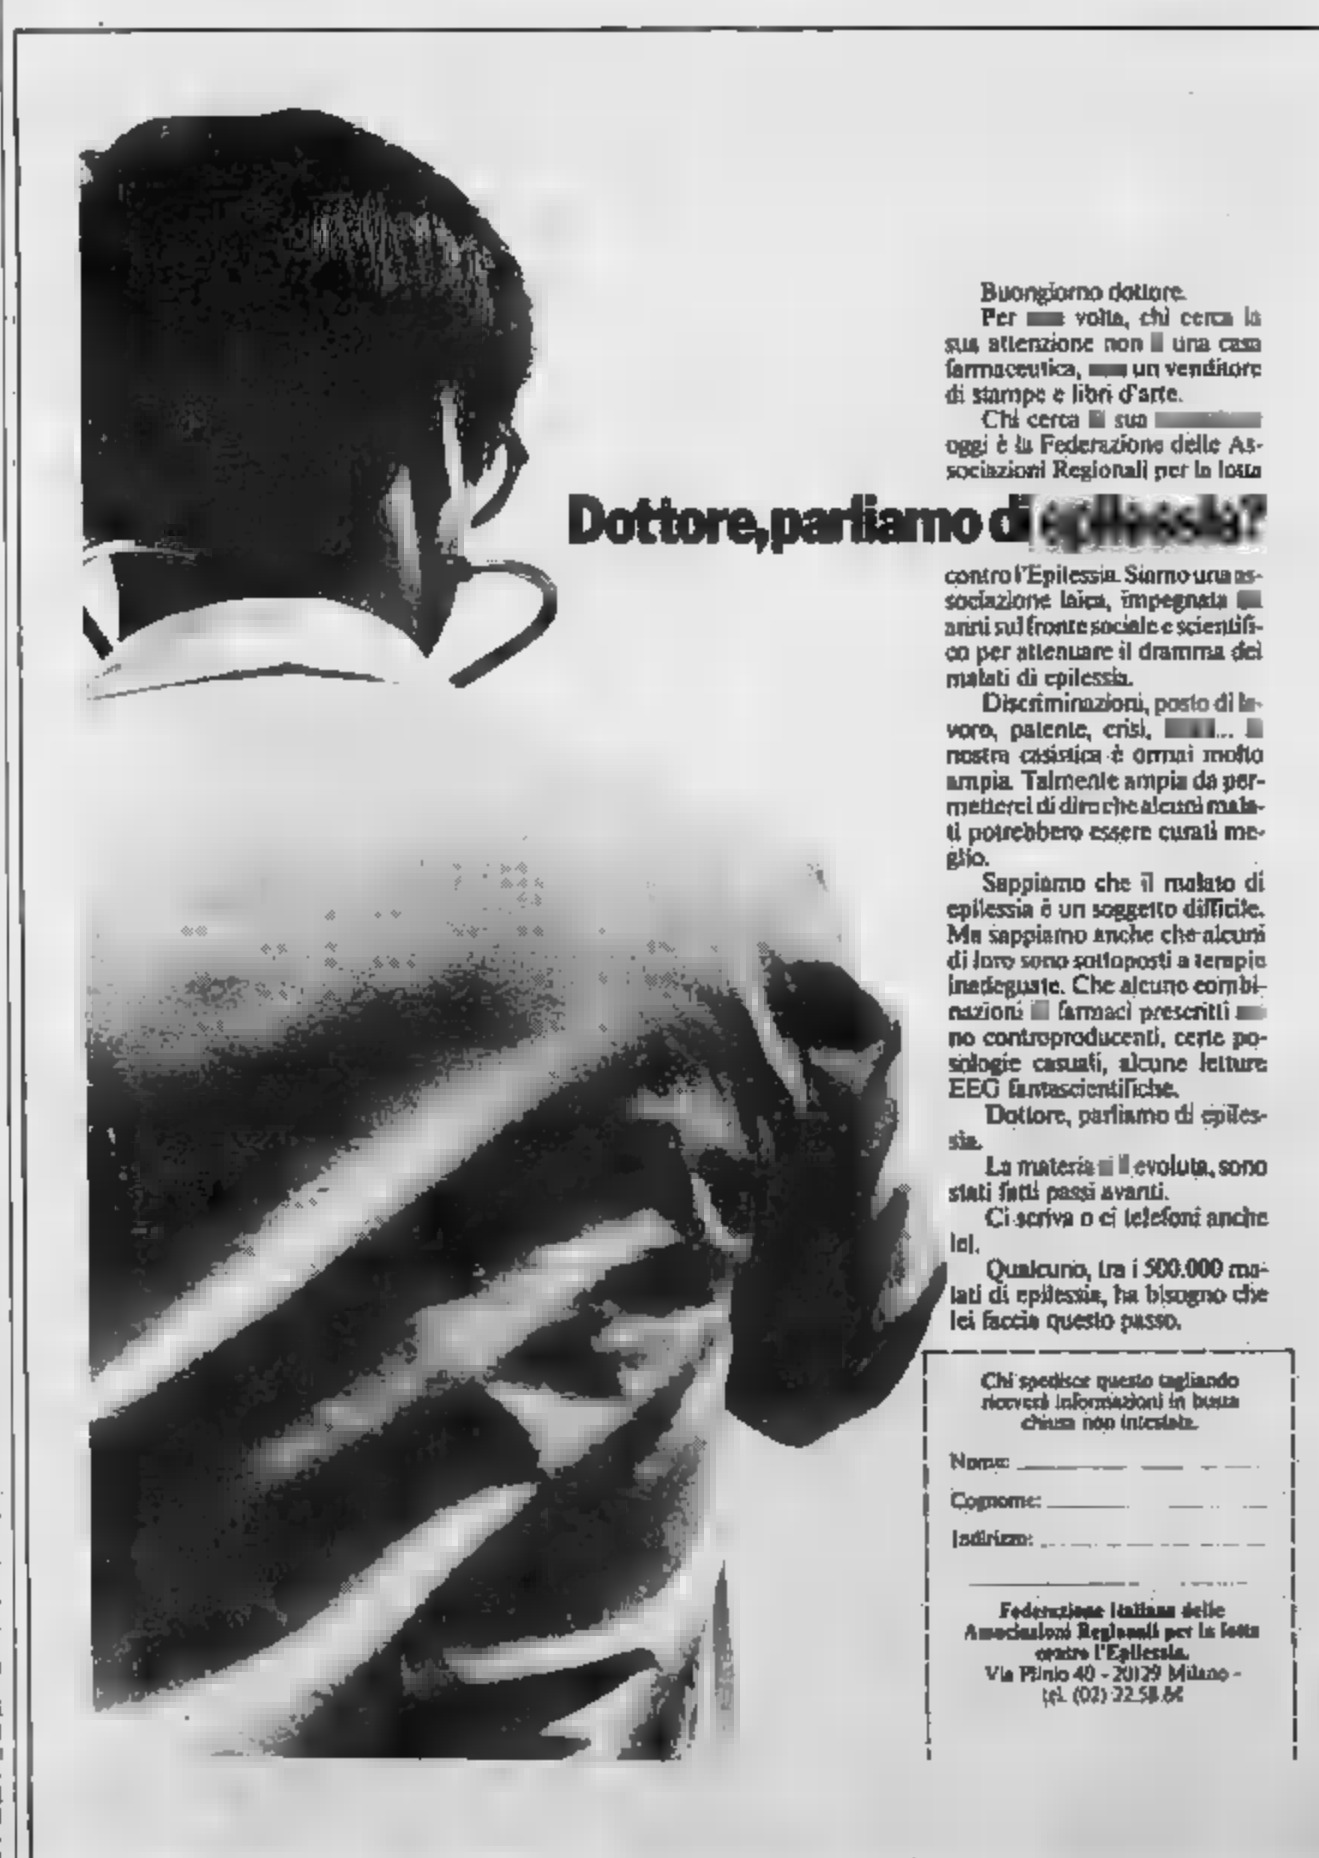 Buongiorno dottore.
Per volta, chi cerca la
sua attenzione non una casa
farmaceutica, un venditore
di stampe e libri d'arte.
Chi cerca sua
oggi è la Federazione delle As-
sociazioni Regionali per la lotta
Dottore, parliamo di epilessia?
contro l'Epilessia. Siamo una as-
sociazione laica, impegnata
anni sul fronte sociale e scientifi-
co per attenuare il dramma dei
malati di epilessia.
Discriminazioni, posto di la-
voro, patente, crisi, ...
nostra casistica è ormai molto
ampia. Talmente ampia da per-
metterci di dire che alcuni mala-
ti potrebbero essere curati me-
glio.
Sappiamo che il malato di
epilessia è un soggetto difficile.
Ma sappiamo anche che alcuni
di loro sono sottoposti a terapie
inadeguate. Che alcune combi-
nazioni farmaci prescritti
no controproducenti, certe po-
sologie casuali, alcune letture
EEG fantascientifiche.
Dottore, parliamo di epiles-
sia.
La materia si evoluta, sono
stati fatti passi avanti.
Ci scriva o ci telefoni anche
lei.
Qualcuno, tra i 500.000 ma-
lati di epilessia, ha bisogno che
lei faccia questo passo.
Chi spedisce questo tagliando
riceverà informazioni in busta
chiusa non intestata.
Nome:
Cognome:
Indirizzo:
Federazione Italiana delle
Associazioni Regionali per la lotta
contro l'Epilessia.
Via Plinio 40 - 20129 Milano -
tel. (02) 22.58.